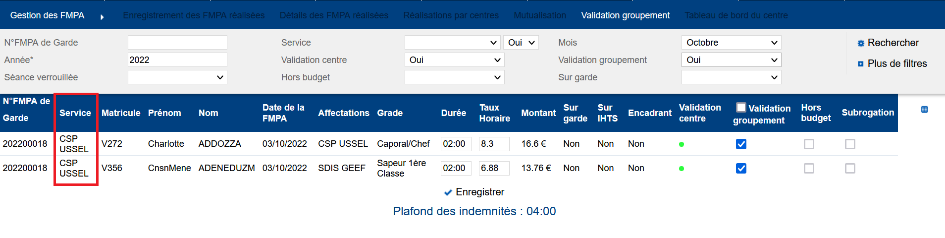 Gestion des FMPA Enregistrement des FMPA réalisées Détails des FMPA réalisées Réalisations par centres Mutualisation Validation groupement Tableau de bord du centre
N°FMPA de Garde Service Oui Mois Octobre Rechercher
Année* 2022 Validation centre Oui Validation groupement Oui Plus de filtres
Séance verrouillée Hors budget Sur garde
N°FMPA de Garde Service Matricule Prénom Nom Date de la FMPA Affectations Grade Durée Taux Horaire Montant Sur garde Sur IHTS Encadrant Validation centre Validation groupement Hors budget Subrogation
202200018 CSP USSEL V272 Charlotte ADDOZZA 03/10/2022 CSP USSEL Caporal/Chef 02:00 8.3 16.6 € Non Non Non
202200018 CSP USSEL V356 CnsnMene ADENEDUZM 03/10/2022 SDIS GEEF Sapeur 1ère Classe 02:00 6.88 13.76 € Non Non Non
Enregistrer
Plafond des indemnités : 04:00